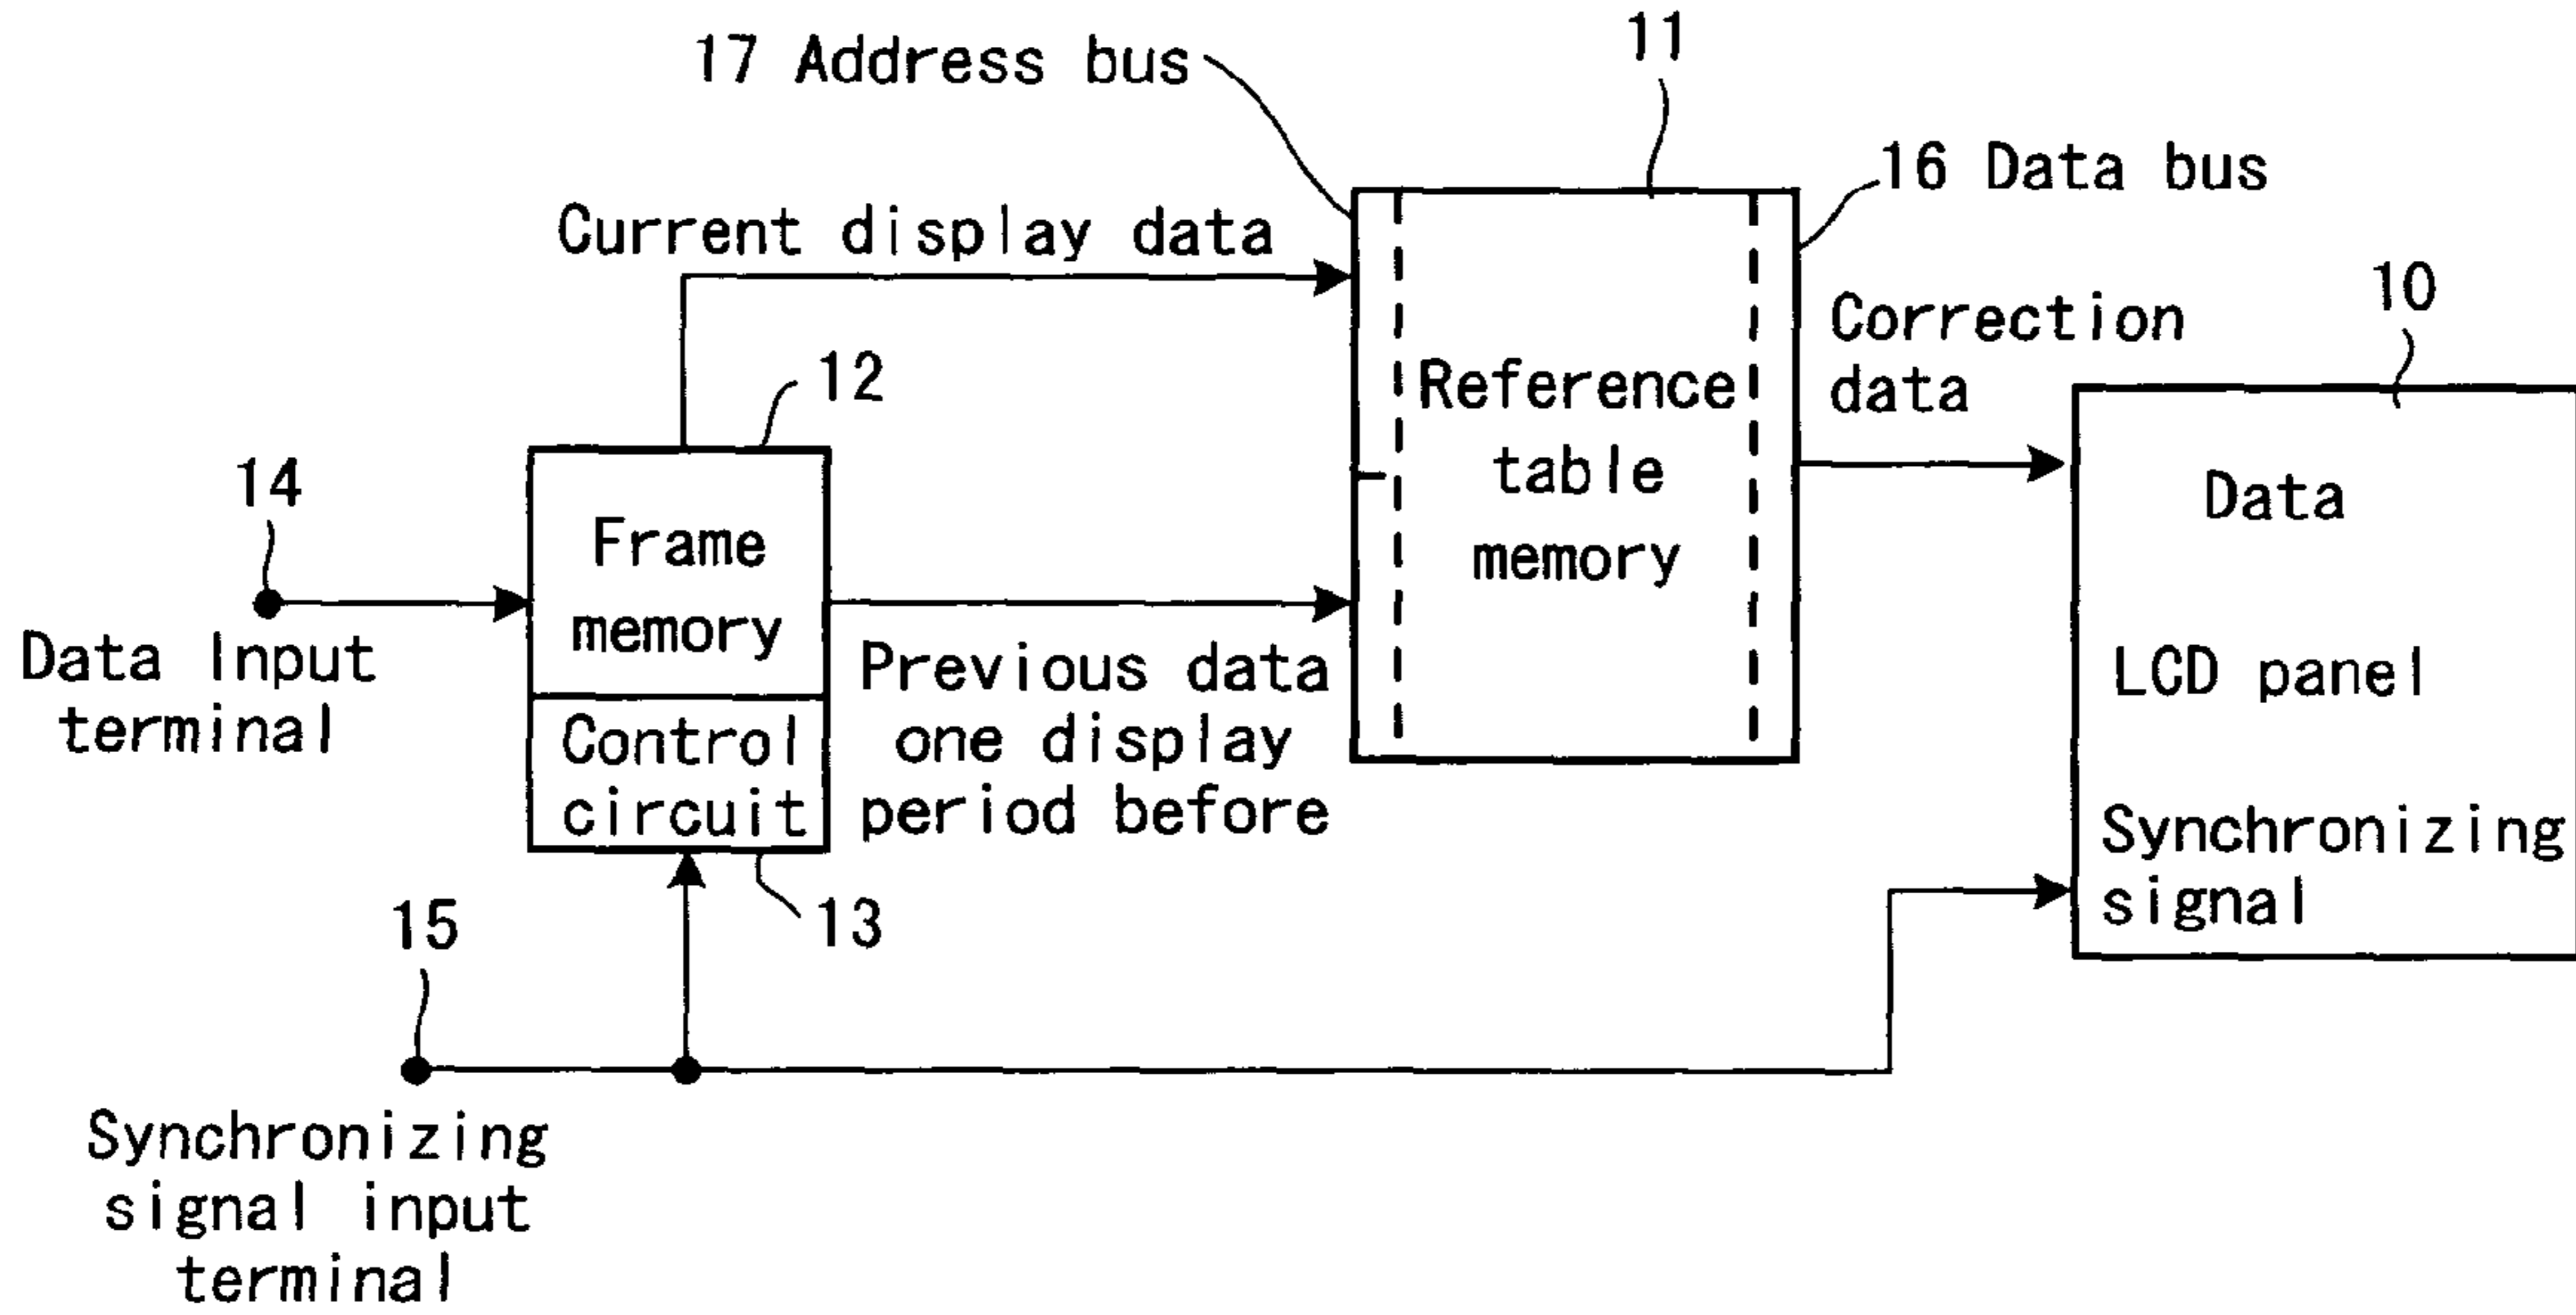 11
17 Address bus
16 Data bus
Current display data
10
Correction
data
12
Reference
table
memory
14
Data
Frame
memory
Data Input
terminal
Previous data
one display
period before
LCD panel
Control
circuit
Synchronizing
signal
15
13
Synchronizing
signal input
terminal